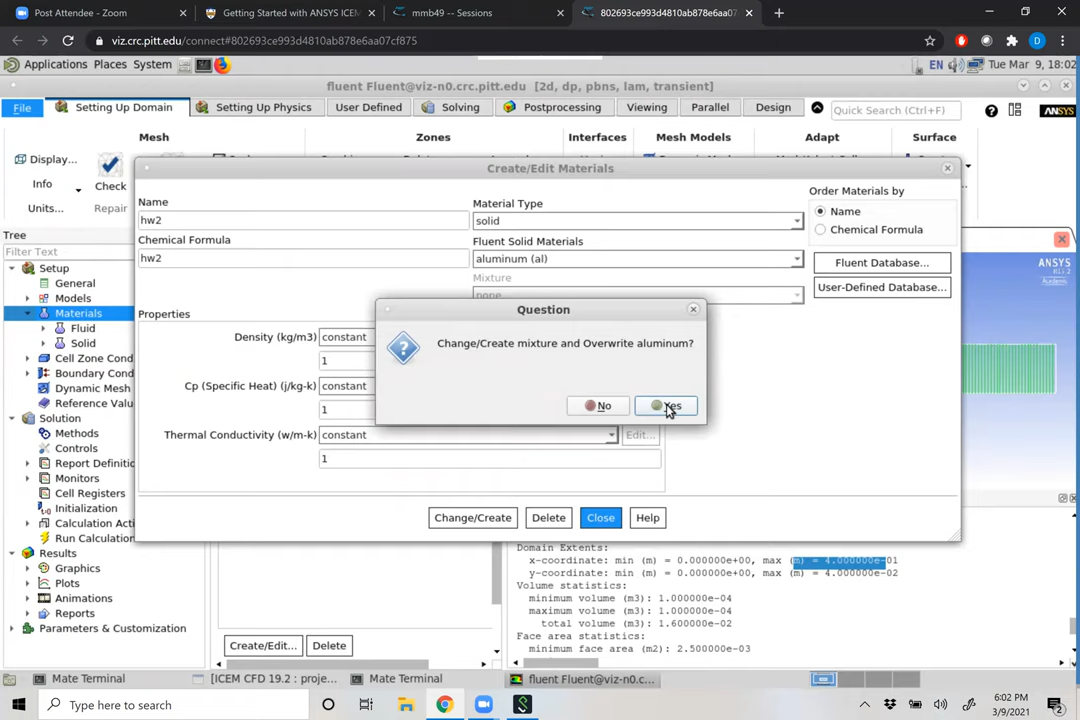 Post Attendee - Zoom
Getting Started with ANSYS ICEM
mmb49 -- Sessions
802693ce993d4810ab878e6aa07
viz.crc.pitt.edu/connect#802693ce993d4810ab878e6aa07cf875
D
Applications Places System
EN
Tue Mar 9, 18:02
fluent Fluent@viz-n0.crc.pitt.edu [2d, dp, pbns, lam, transient]
File
Setting Up Domain
Setting Up Physics
User Defined
Solving
Postprocessing
Viewing
Parallel
Design
Quick Search (Ctrl+F)
ANSYS
Mesh
Zones
Interfaces
Mesh Models
Adapt
Surface
Display...
Info
Units...
Check
Repair
Create/Edit Materials
Name
hw2
Chemical Formula
hw2
Material Type
solid
Fluent Solid Materials
aluminum (al)
Mixture
none
Order Materials by
Name
Chemical Formula
Fluent Database...
User-Defined Database...
Properties
Density (kg/m3) constant
1
Cp (Specific Heat) (j/kg-k) constant
1
Thermal Conductivity (w/m-k) constant
Edit...
1
Question
Change/Create mixture and Overwrite aluminum?
No
Yes
Change/Create
Delete
Close
Help
Tree
Filter Text
Setup
General
Models
Materials
Fluid
Solid
Cell Zone Cond
Boundary Cond
Dynamic Mesh
Reference Valu
Solution
Methods
Controls
Report Definitio
Monitors
Cell Registers
Initialization
Calculation Acti
Run Calculation
Results
Graphics
Plots
Animations
Reports
Parameters & Customization
Create/Edit...
Delete
ANSYS
R19.2
Academic
Domain Extents:
x-coordinate: min (m) = 0.000000e+00, max (m) = 4.000000e-01
y-coordinate: min (m) = 0.000000e+00, max (m) = 4.000000e-02
Volume statistics:
minimum volume (m3): 1.000000e-04
maximum volume (m3): 1.000000e-04
total volume (m3): 1.600000e-02
Face area statistics:
minimum face area (m2): 2.500000e-03
Mate Terminal
[ICEM CFD 19.2 : proje...
Mate Terminal
fluent Fluent@viz-n0.c...
Type here to search
6:02 PM
3/9/2021
2